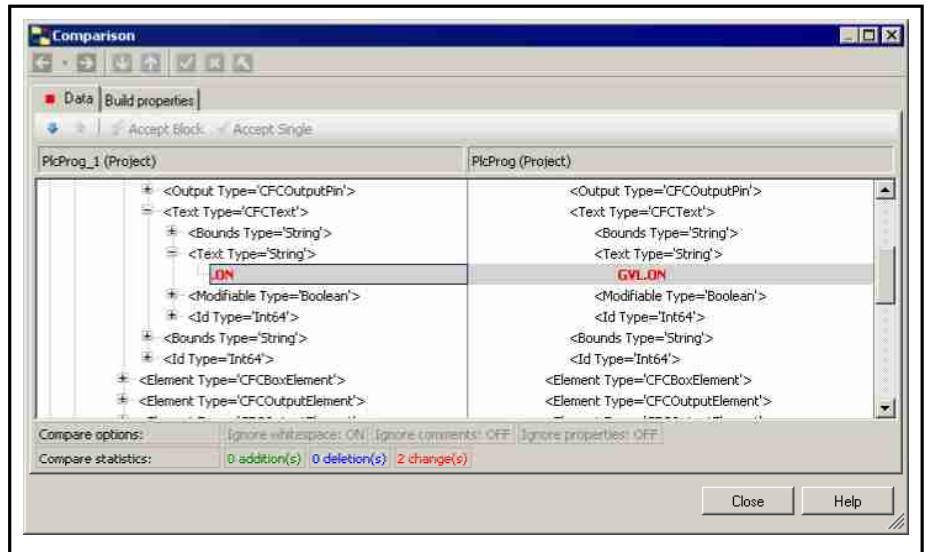 Comparison
Data Build properties
Accept Block Accept Single
PlcProg_1 (Project) PlcProg (Project)
<Output Type='CFCOutputPin'> <Output Type='CFCOutputPin'>
<Text Type='CFCText'> <Text Type='CFCText'>
<Bounds Type='String'> <Bounds Type='String'>
<Text Type='String'> <Text Type='String'>
.ON GVL.ON
<Modifiable Type='Boolean'> <Modifiable Type='Boolean'>
<Id Type='Int64'> <Id Type='Int64'>
<Bounds Type='String'> <Bounds Type='String'>
<Id Type='Int64'> <Id Type='Int64'>
<Element Type='CFCBoxElement'> <Element Type='CFCBoxElement'>
<Element Type='CFCOutputElement'> <Element Type='CFCOutputElement'>
Compare options: Ignore whitespace: ON Ignore comments: OFF Ignore properties: OFF
Compare statistics: 0 addition(s) 0 deletion(s) 2 change(s)
Close Help